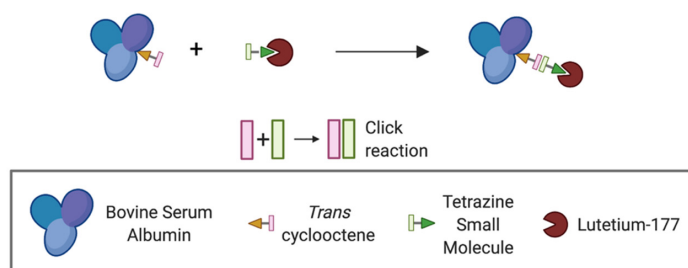 +
+
Click
reaction
Bovine Serum
Albumin
Trans
cyclooctene
Tetrazine
Small
Molecule
Lutetium-177